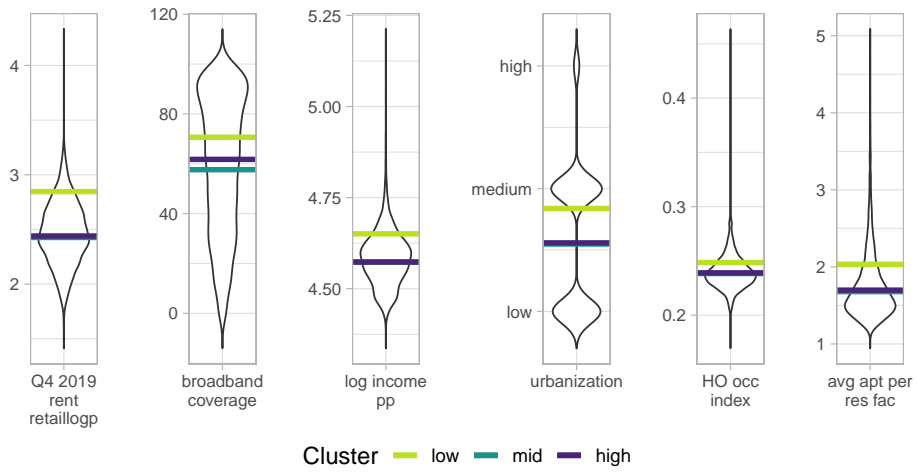 4
3
2
Q4 2019
rent
retaillogp
120
80
40
0
broadband
coverage
5.25
5.00
4.75
4.50
log income
pp
high
medium
low
urbanization
0.4
0.3
0.2
HO occ
index
5
4
3
2
1
avg apt per
res fac
Cluster low mid high